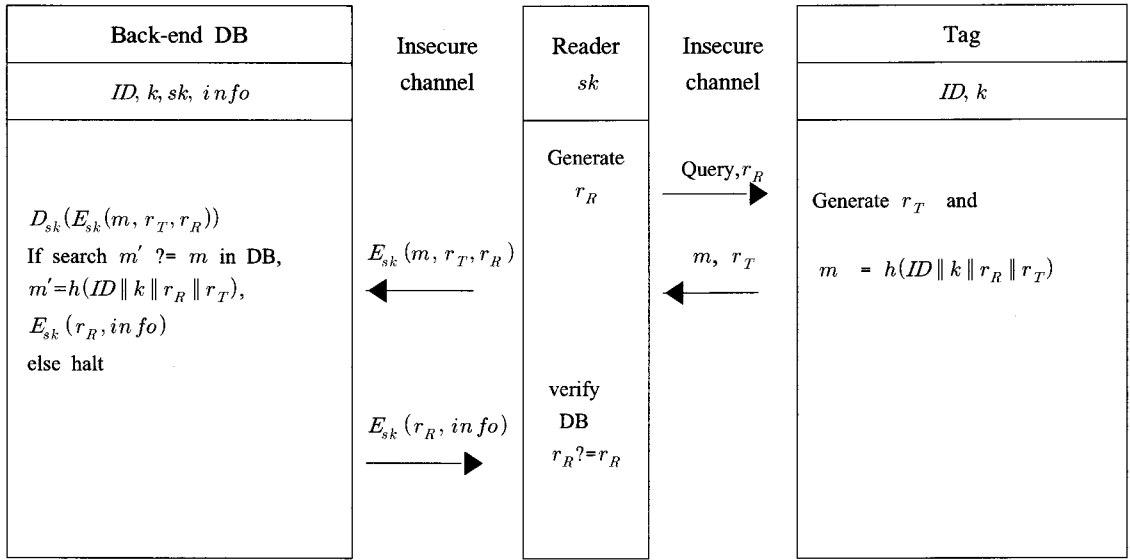 Back-end DB
ID, k, sk, info
D_sk(E_sk(m, r_T, r_R))
If search m′ ?= m in DB,
m′=h(ID ∥ k ∥ r_R ∥ r_T),
E_sk(r_R, info)
else halt
Insecure
channel
E_sk(m, r_T, r_R)
E_sk(r_R, info)
Reader
sk
Generate
r_R
verify
DB
r_R?=r_R
Insecure
channel
Query,r_R
m, r_T
Tag
ID, k
Generate r_T and
m = h(ID ∥ k ∥ r_R ∥ r_T)